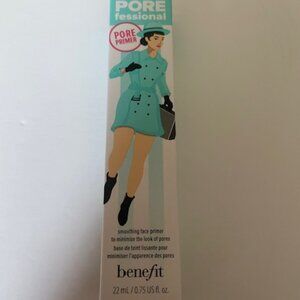 PORE
fessional
PORE
PRIMER
smoothing face primer
to minimize the look of pores
base de teint lissante pour
minimiser l'apparence des pores
benefit
22 mL / 0.75 US fl. oz.